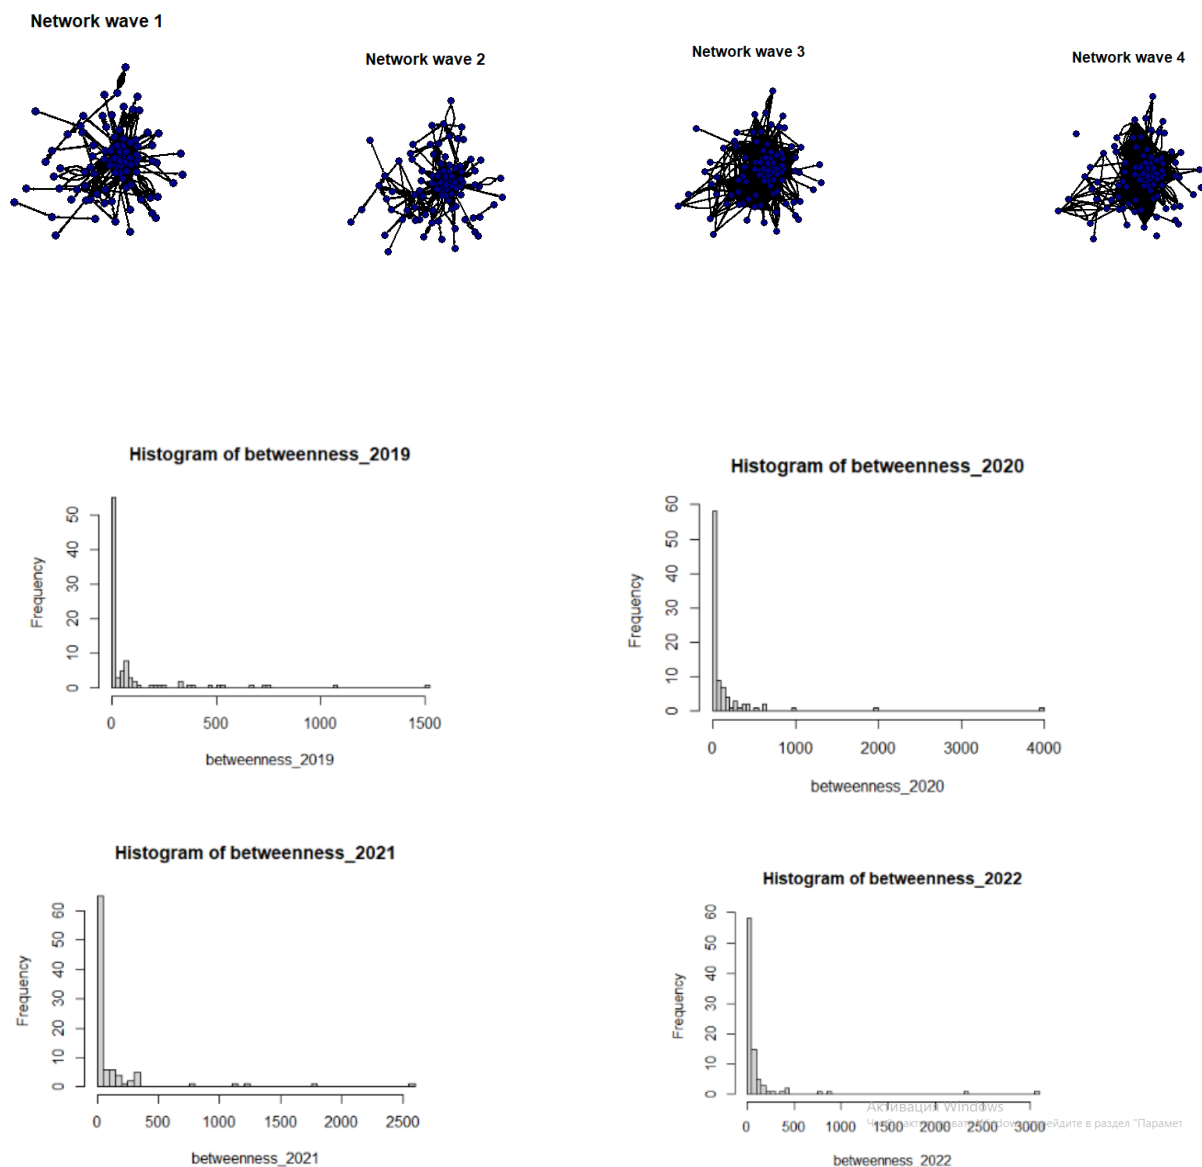 Network wave 1
Network wave 2
Network wave 3
Network wave 4
Histogram of betweenness_2019
Frequency
0 10 20 30 40 50
0 500 1000 1500
betweenness_2019
Histogram of betweenness_2020
Frequency
0 10 20 30 40 50 60
0 1000 2000 3000 4000
betweenness_2020
Histogram of betweenness_2021
Frequency
0 10 20 30 40 50 60
0 500 1000 1500 2000 2500
betweenness_2021
Histogram of betweenness_2022
Frequency
0 10 20 30 40 50 60
0 500 1000 1500 2000 2500 3000
betweenness_2022
Активация Windows
Windows, перейдите в раздел "Парамет